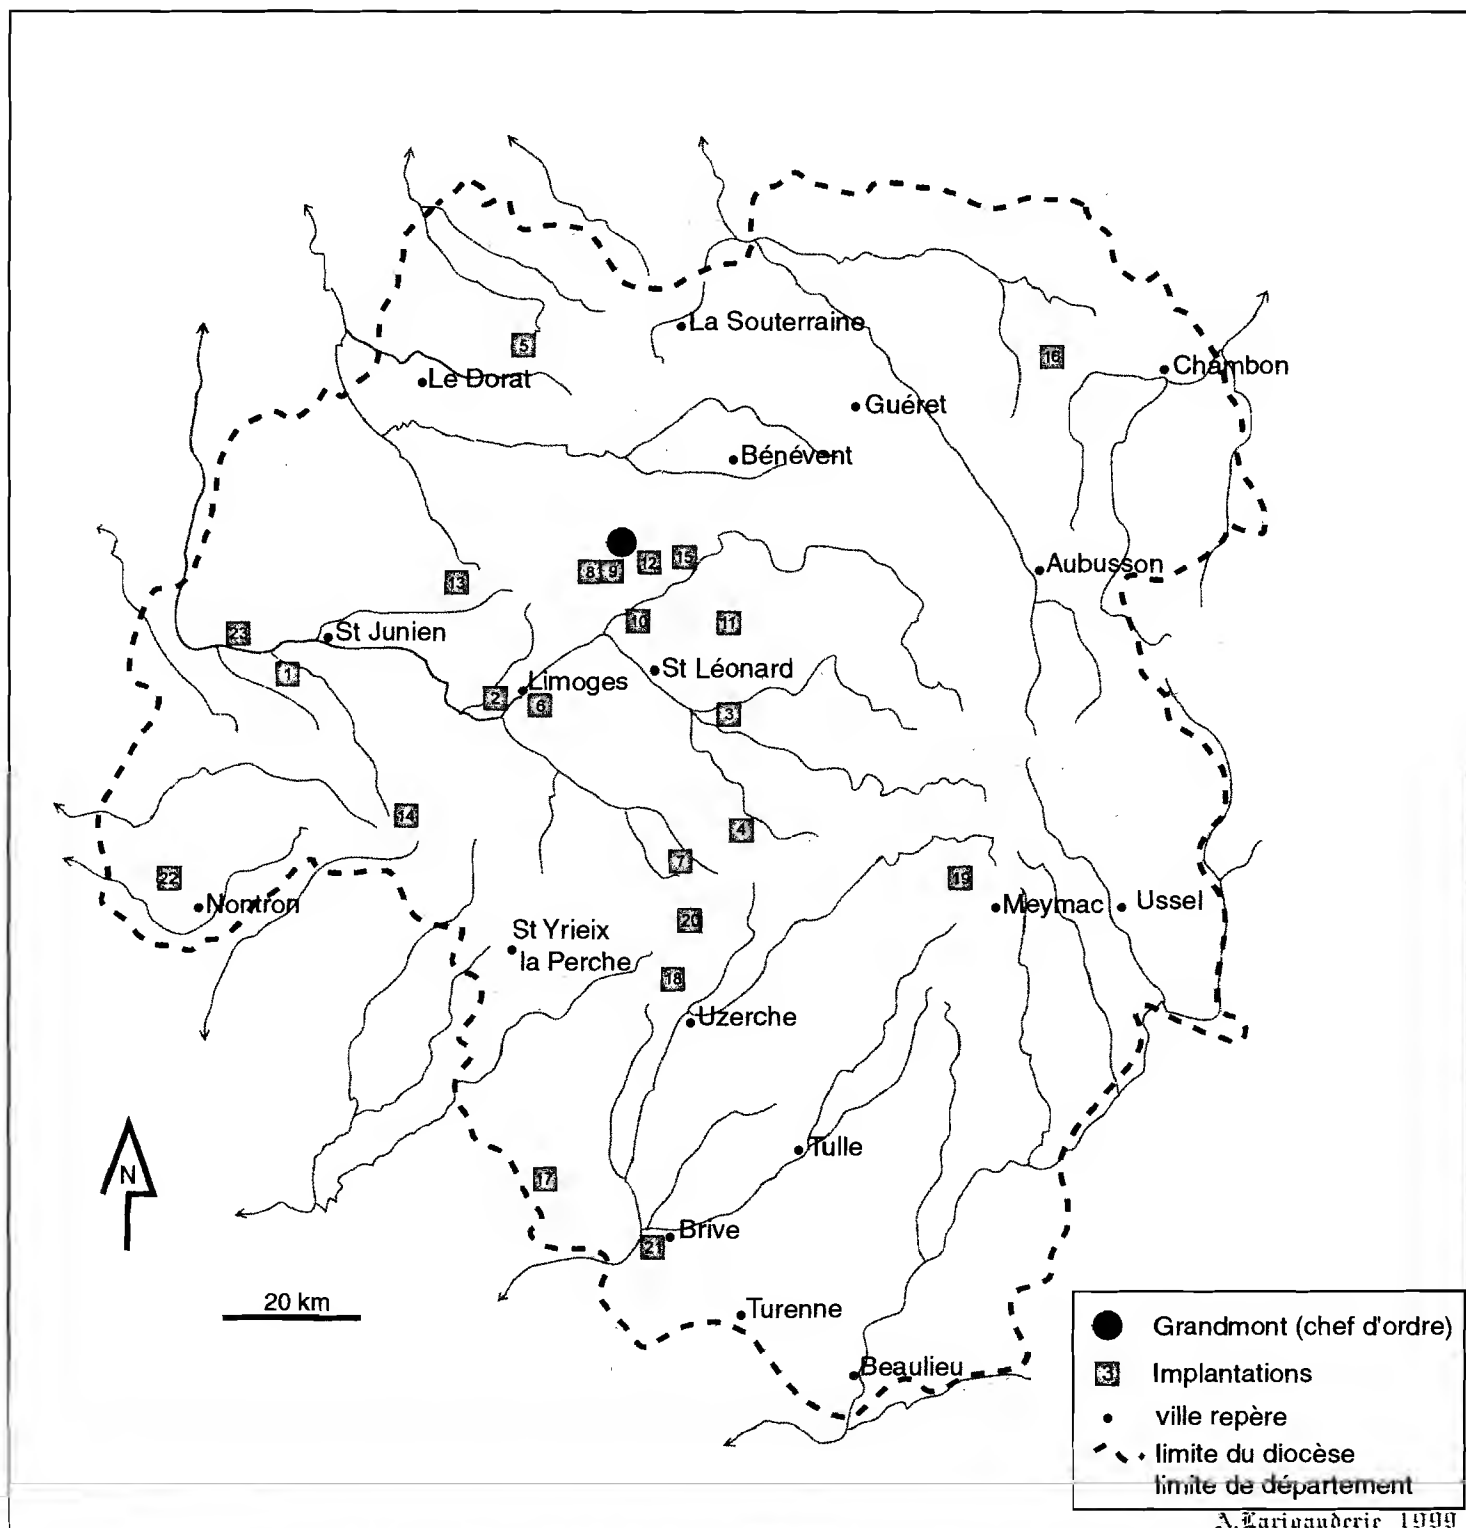 La Souterraine
5
16
Chambon
Le Dorat
Guéret
Bénévent
8
9
12
15
Aubusson
13
23
St Junien
10
11
1
St Léonard
Limoges
2
6
3
14
4
7
22
19
Nontron
Meymac
Ussel
20
St Yrieix
la Perche
18
Uzerche
Tulle
N
17
Brive
21
20 km
Turenne
Beaulieu
Grandmont (chef d'ordre)
3
Implantations
ville repère
limite du diocèse
limite de département
A.Lariganderie 1999